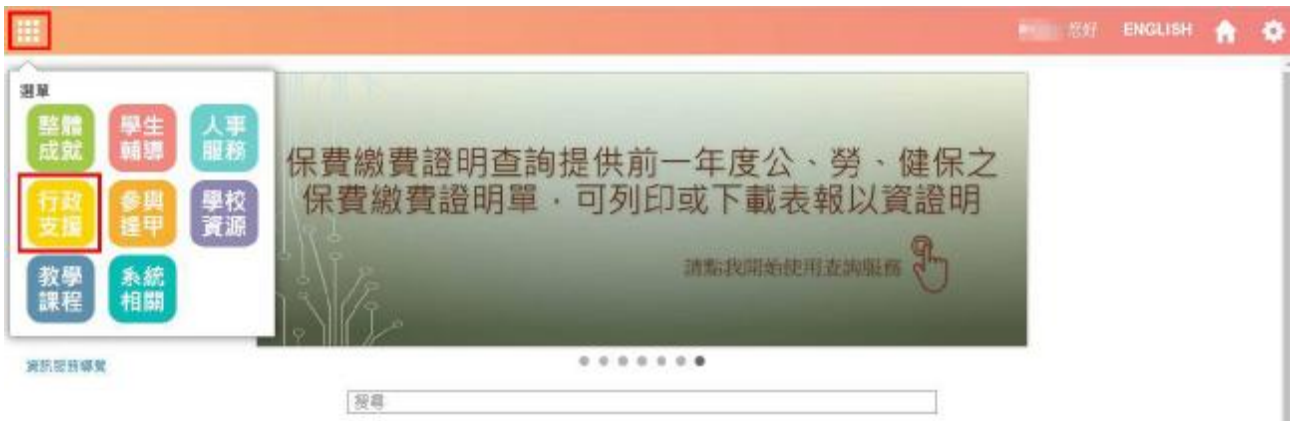 您好 ENGLISH
選單
整體
成就
學生
輔導
人事
服務
行政
支援
參與
逢甲
學校
資源
教學
課程
系統
相關
保費繳費證明查詢提供前一年度公、勞、健保之
保費繳費證明單，可列印或下載表報以資證明
請點我開始使用查詢服務
資訊服務導覽
搜尋